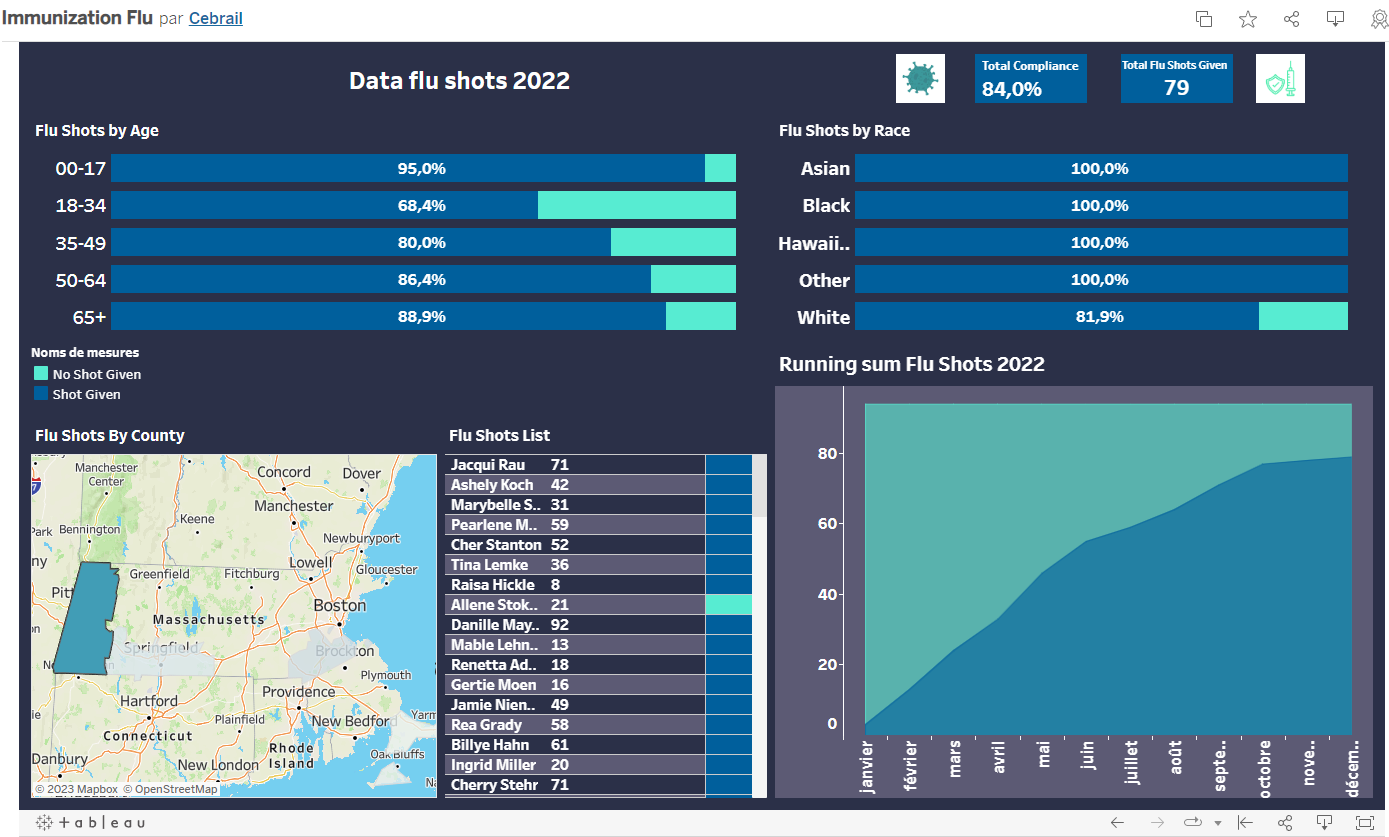 Immunization Flu par Cebrail
Data flu shots 2022
Total Compliance
84,0%
Total Flu Shots Given
79
Flu Shots by Age
00-17 95,0%
18-34 68,4%
35-49 80,0%
50-64 86,4%
65+ 88,9%
Flu Shots by Race
Asian 100,0%
Black 100,0%
Hawaii.. 100,0%
Other 100,0%
White 81,9%
Noms de mesures
No Shot Given
Shot Given
Flu Shots By County
Manchester
Center
Concord
Dover
Manchester
Keene
Park
Bennington
Newburyport
ny
Lowell
Gloucester
Greenfield
Fitchburg
Pitt
Boston
Massachusetts
on
Springfield
Brockton
Plymouth
Hartford
Providence
ie
Plainfield
New Bedford
Yarm
Connecticut
Rhode
Island
Oak Bluffs
Danbury
New London
Na
© 2023 Mapbox © OpenStreetMap
Flu Shots List
Jacqui Rau 71
Ashely Koch 42
Marybelle S.. 31
Pearlene M.. 59
Cher Stanton 52
Tina Lemke 36
Raisa Hickle 8
Allene Stok.. 21
Danille May.. 92
Mable Lehn.. 13
Renetta Ad.. 18
Gertie Moen 16
Jamie Nien.. 49
Rea Grady 58
Billye Hahn 61
Ingrid Miller 20
Cherry Stehr 71
Running sum Flu Shots 2022
80
60
40
20
0
janvier
février
mars
avril
mai
juin
juillet
août
septe..
octobre
nove..
décem..
+ a b l e a u